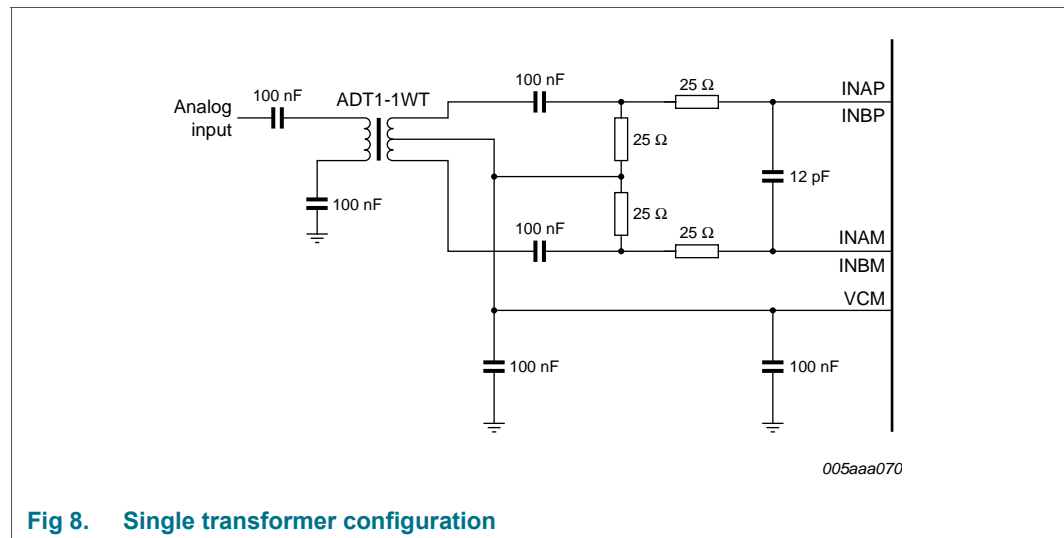 Analog
input
100 nF
ADT1-1WT
100 nF
100 nF
25 Ω
INAP
INBP
25 Ω
12 pF
25 Ω
100 nF
25 Ω
INAM
INBM
VCM
100 nF
100 nF
005aaa070
Fig 8. Single transformer configuration